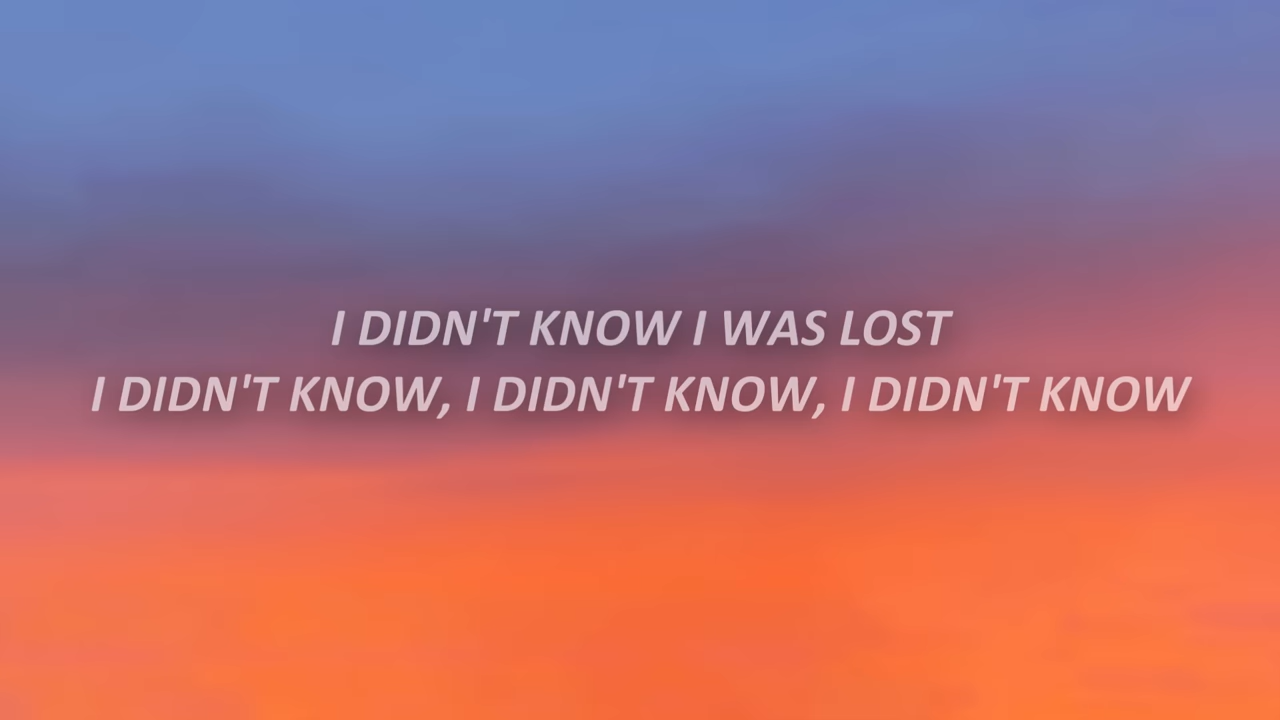 I DIDN'T KNOW I WAS LOST
I DIDN'T KNOW, I DIDN'T KNOW, I DIDN'T KNOW